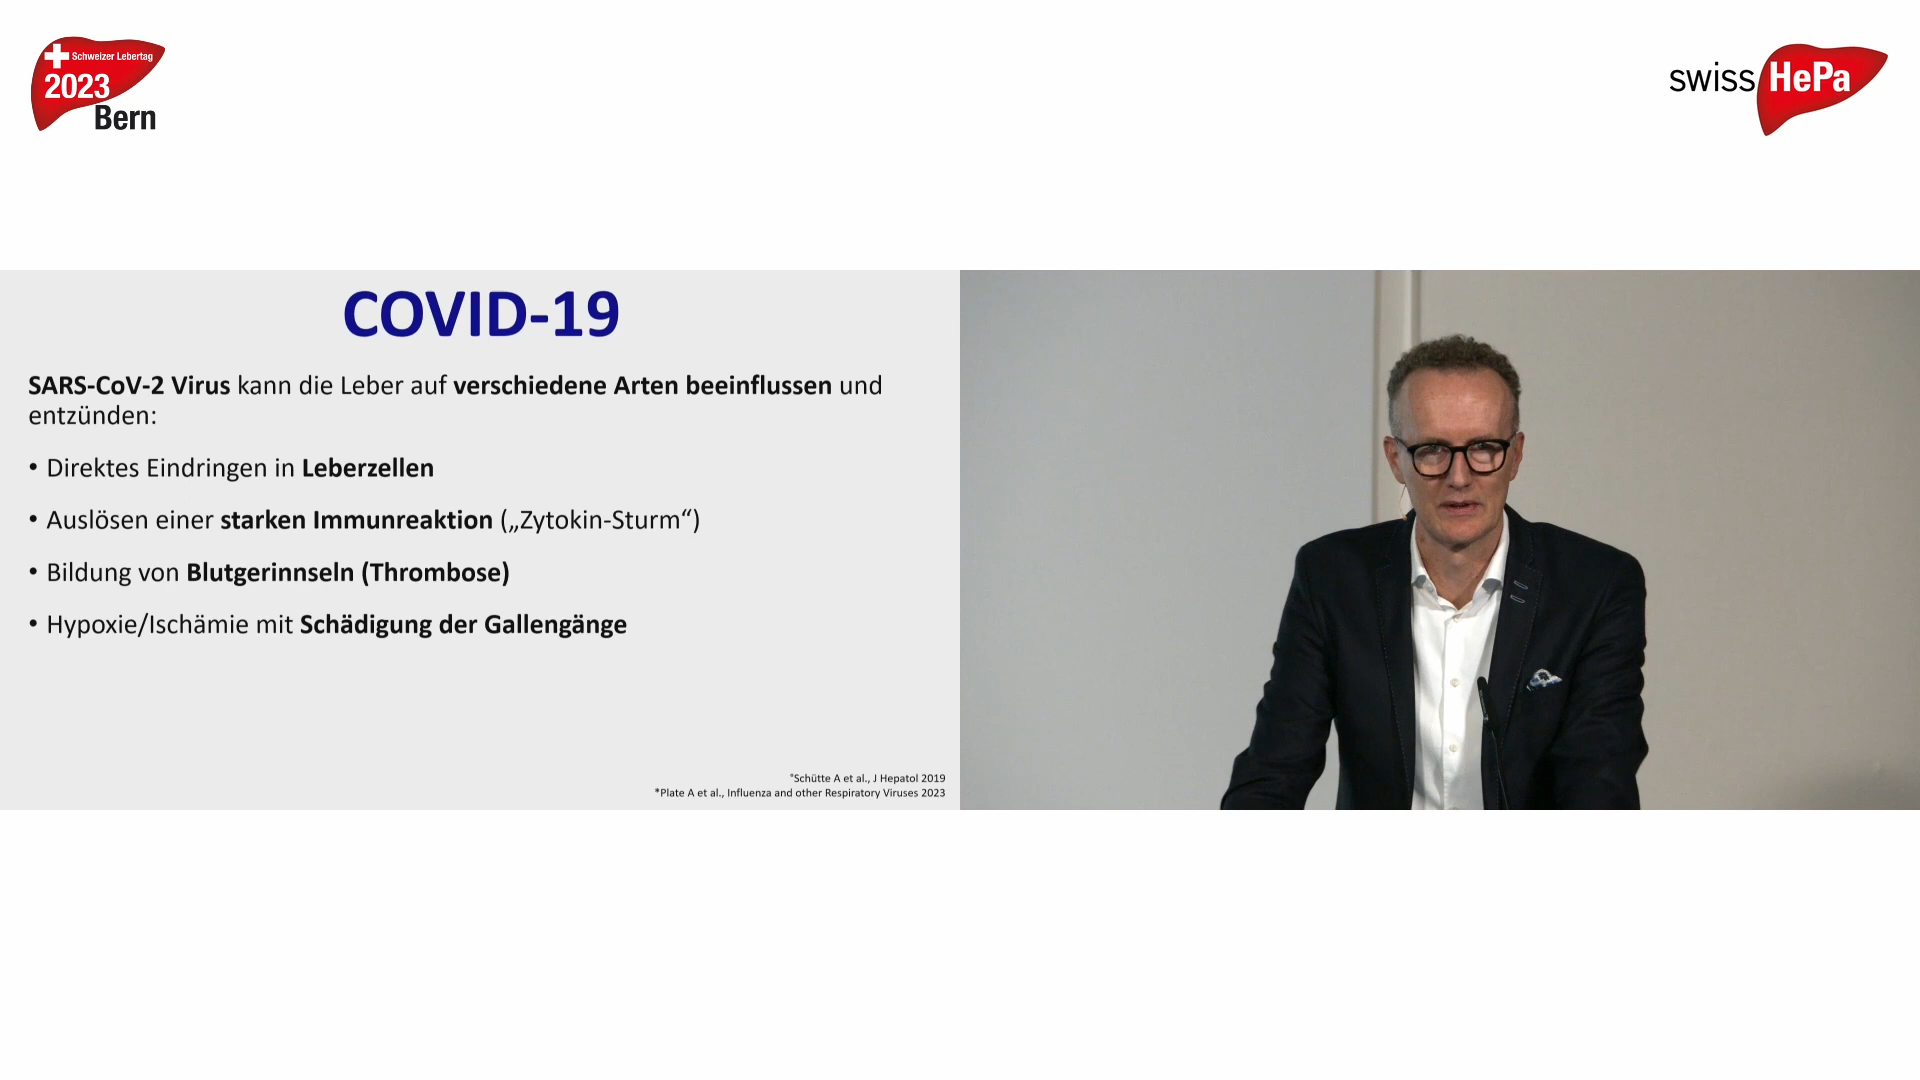 Schweizer Lebertag
2023
Bern
swiss HePa
COVID-19
SARS-CoV-2 Virus kann die Leber auf verschiedene Arten beeinflussen und
entzünden:
• Direktes Eindringen in Leberzellen
• Auslösen einer starken Immunreaktion („Zytokin-Sturm“)
• Bildung von Blutgerinnseln (Thrombose)
• Hypoxie/Ischämie mit Schädigung der Gallengänge
°Schütte A et al., J Hepatol 2019
*Plate A et al., Influenza and other Respiratory Viruses 2023